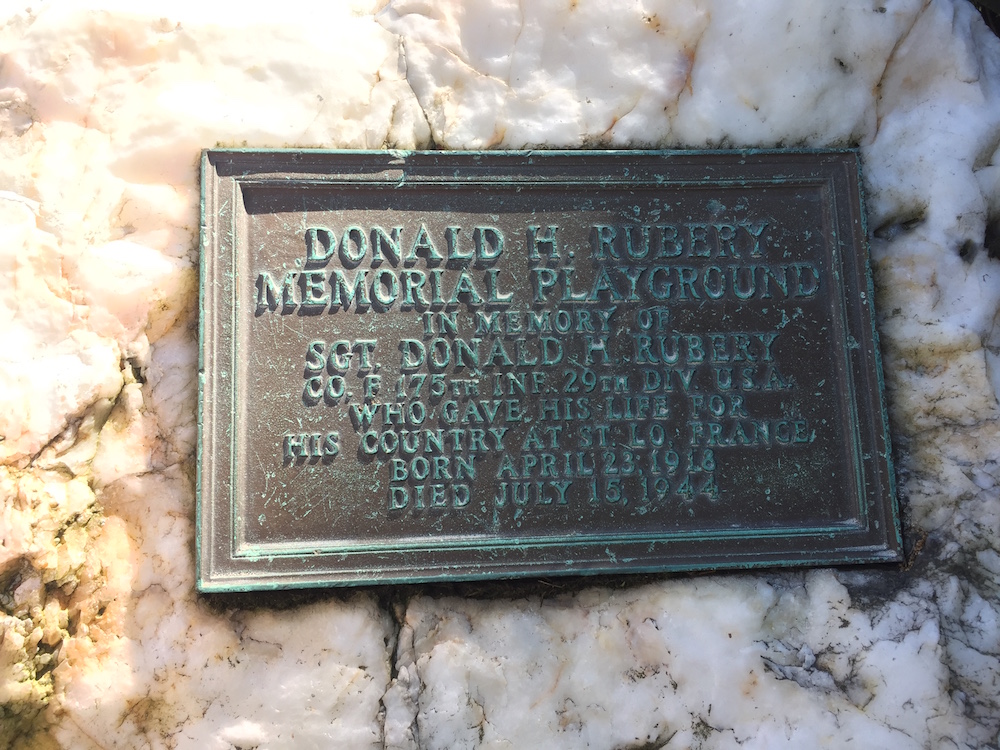 DONALD H. RUBERY
MEMORIAL PLAYGROUND
IN MEMORY OF
SGT. DONALD H. RUBERY
CO. F. 175TH INF. 29TH DIV. U.S.A.
WHO GAVE HIS LIFE FOR
HIS COUNTRY AT ST. LO, FRANCE,
BORN APRIL 23, 1918
DIED JULY 15, 1944